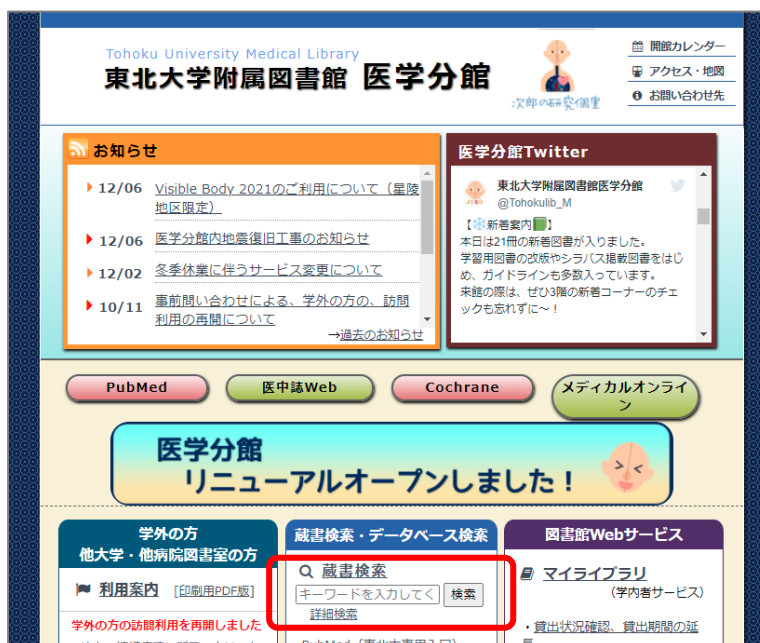 Tohoku University Medical Library
東北大学附属図書館 医学分館
次郎の研究個室
開館カレンダー
アクセス・地図
お問い合わせ先
お知らせ
12/06 Visible Body 2021のご利用について（星陵
地区限定）
12/06 医学分館内地震復旧工事のお知らせ
12/02 冬季休業に伴うサービス変更について
10/11 事前問い合わせによる、学外の方の、訪問
利用の再開について
→過去のお知らせ
医学分館Twitter
東北大学附属図書館医学分館
@Tohokulib_M
【❄新着案内📗】
本日は21冊の新着図書が入りました。
学習用図書の改版やシラバス掲載図書をはじ
め、ガイドラインも多数入っています。
来館の際は、ぜひ3階の新着コーナーのチェ
ックも忘れずに～！
PubMed
医中誌Web
Cochrane
メディカルオンライ
ン
医学分館
リニューアルオープンしました！
学外の方
他大学・他病院図書室の方
利用案内 [印刷用PDF版]
学外の方の訪問利用を再開しました
蔵書検索・データベース検索
蔵書検索
キーワードを入力してく 検索
詳細検索
図書館Webサービス
マイライブラリ
（学内者サービス）
・貸出状況確認、貸出期間の延